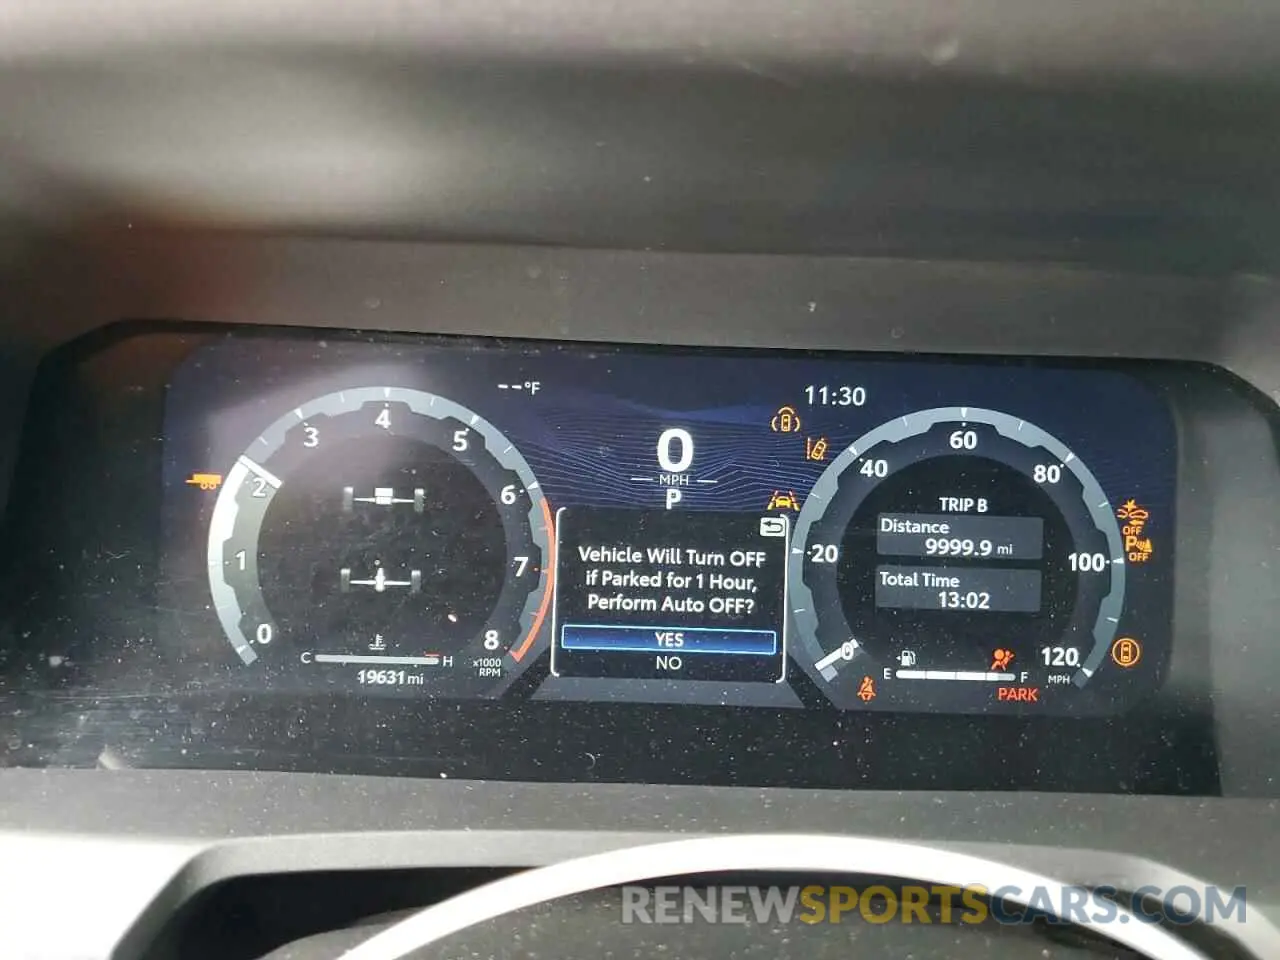 --°F
11:30
0
MPH
P
0
1
2
3
4
5
6
7
8
x1000
RPM
C
H
19631 mi
Vehicle Will Turn OFF
if Parked for 1 Hour,
Perform Auto OFF?
YES
NO
0
20
40
60
80
100
120
MPH
TRIP B
Distance
9999.9 mi
Total Time
13:02
E
F
PARK
OFF
P
OFF
RENEWSPORTSCARS.COM